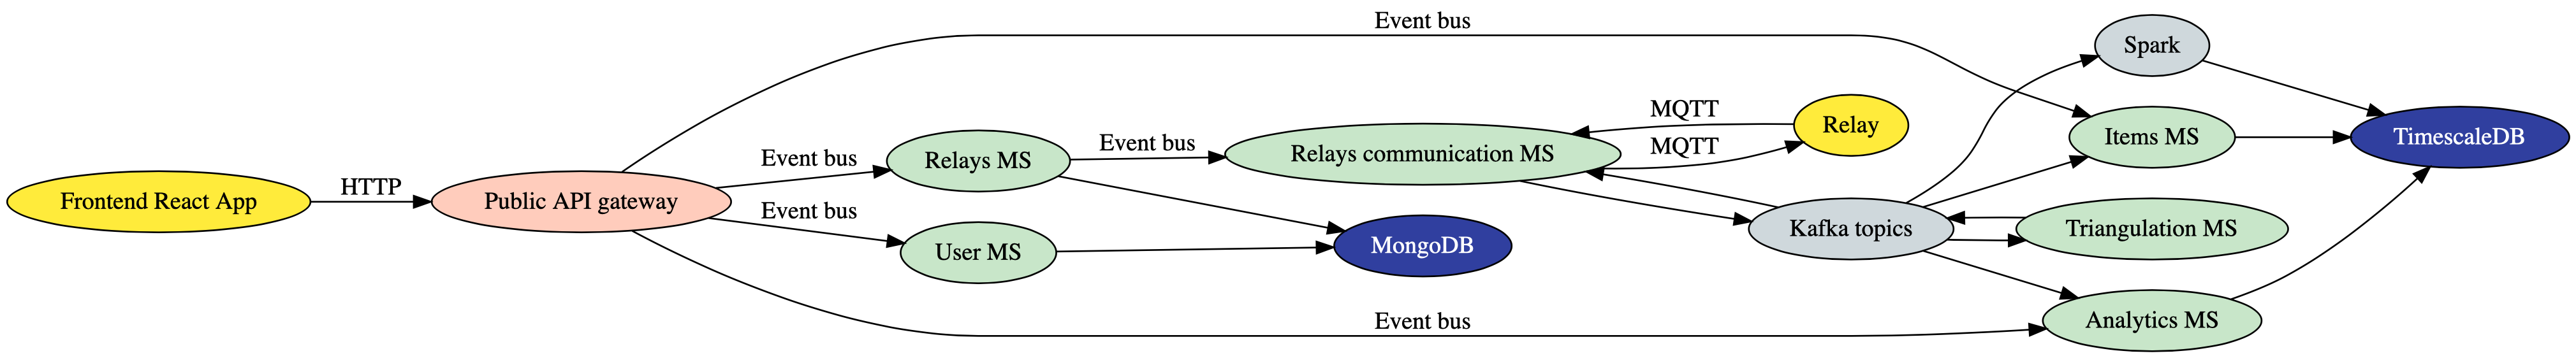 Event bus
Spark
MQTT
Relay
Items MS
TimescaleDB
Event bus
Relays MS
Event bus
Relays communication MS
MQTT
Frontend React App
HTTP
Public API gateway
Event bus
User MS
MongoDB
Kafka topics
Triangulation MS
Event bus
Analytics MS